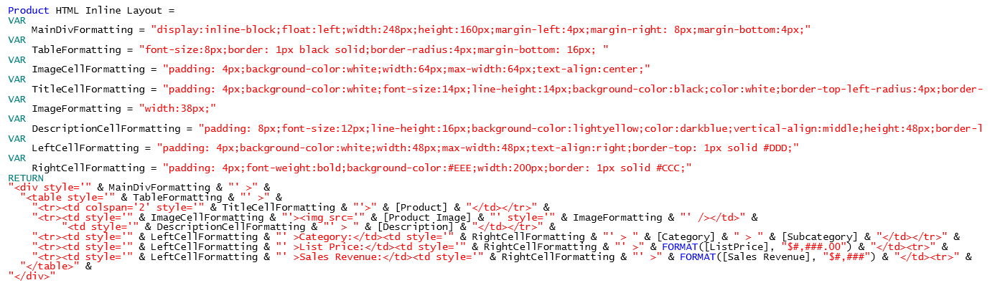 Product HTML Inline Layout =
VAR
    MainDivFormatting = "display:inline-block;float:left;width:248px;height:160px;margin-left:4px;margin-right: 8px;margin-bottom:4px;"
VAR
    TableFormatting = "font-size:8px;border: 1px black solid;border-radius:4px;margin-bottom: 16px; "
VAR
    ImageCellFormatting = "padding: 4px;background-color:white;width:64px;max-width:64px;text-align:center;"
VAR
    TitleCellFormatting = "padding: 4px;background-color:white;font-size:14px;line-height:14px;background-color:black;color:white;border-top-left-radius:4px;border-
VAR
    ImageFormatting = "width:38px;"
VAR
    DescriptionCellFormatting = "padding: 8px;font-size:12px;line-height:16px;background-color:lightyellow;color:darkblue;vertical-align:middle;height:48px;border-l
VAR
    LeftCellFormatting = "padding: 4px;background-color:white;width:48px;max-width:48px;text-align:right;border-top: 1px solid #DDD;"
VAR
    RightCellFormatting = "padding: 4px;font-weight:bold;background-color:#EEE;width:200px;border: 1px solid #CCC;"
RETURN
"<div style='" & MainDivFormatting & "' >" &
  "<table style='" & TableFormatting & "' >" &
    "<tr><td colspan='2' style='" & TitleCellFormatting & "'>" & [Product] & "</td></tr>" &
    "<tr><td style='" & ImageCellFormatting & "'><img src='" & [Product Image] & "' style='" & ImageFormatting & "' /></td>" &
         "<td style='" & DescriptionCellFormatting & "' > " & [Description] & "</td></tr>" &
    "<tr><td style='" & LeftCellFormatting & "' >Category:</td><td style='" & RightCellFormatting & "' > " & [Category] & " > " & [Subcategory] & "</td></tr>" &
    "<tr><td style='" & LeftCellFormatting & "' >List Price:</td><td style='" & RightCellFormatting & "' >" & FORMAT([ListPrice], "$#,###.00") & "</td><tr>" &
    "<tr><td style='" & LeftCellFormatting & "' >Sales Revenue:</td><td style='" & RightCellFormatting & "' >" & FORMAT([Sales Revenue], "$#,###") & "</td><tr>" &
  "</table>" &
"</div>"